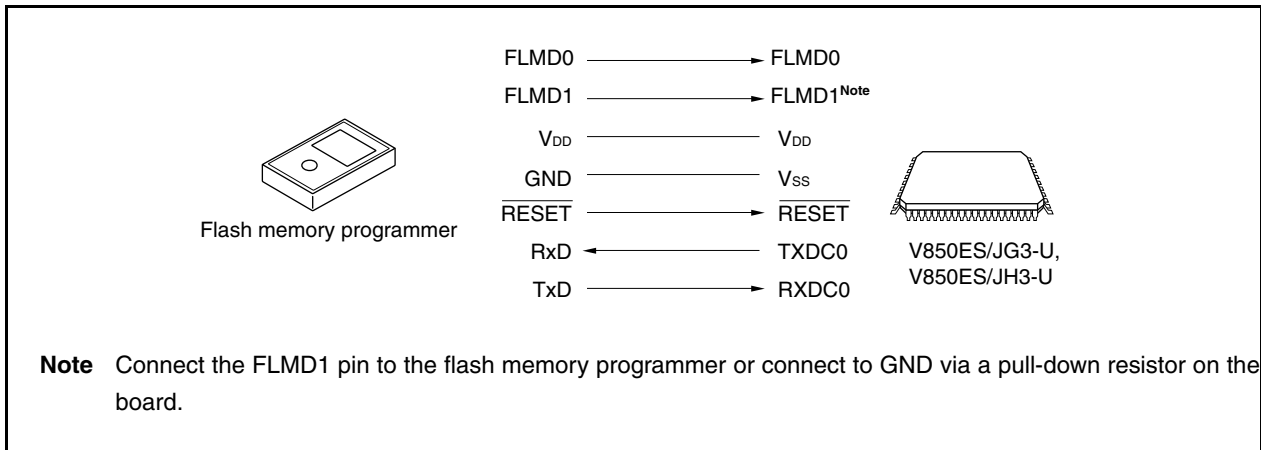 FLMD0 FLMD0
FLMD1 FLMD1Note
VDD VDD
GND VSS
RESET RESET
Flash memory programmer
RxD TXDC0
V850ES/JG3-U,
V850ES/JH3-U
TxD RXDC0
Note Connect the FLMD1 pin to the flash memory programmer or connect to GND via a pull-down resistor on the
board.